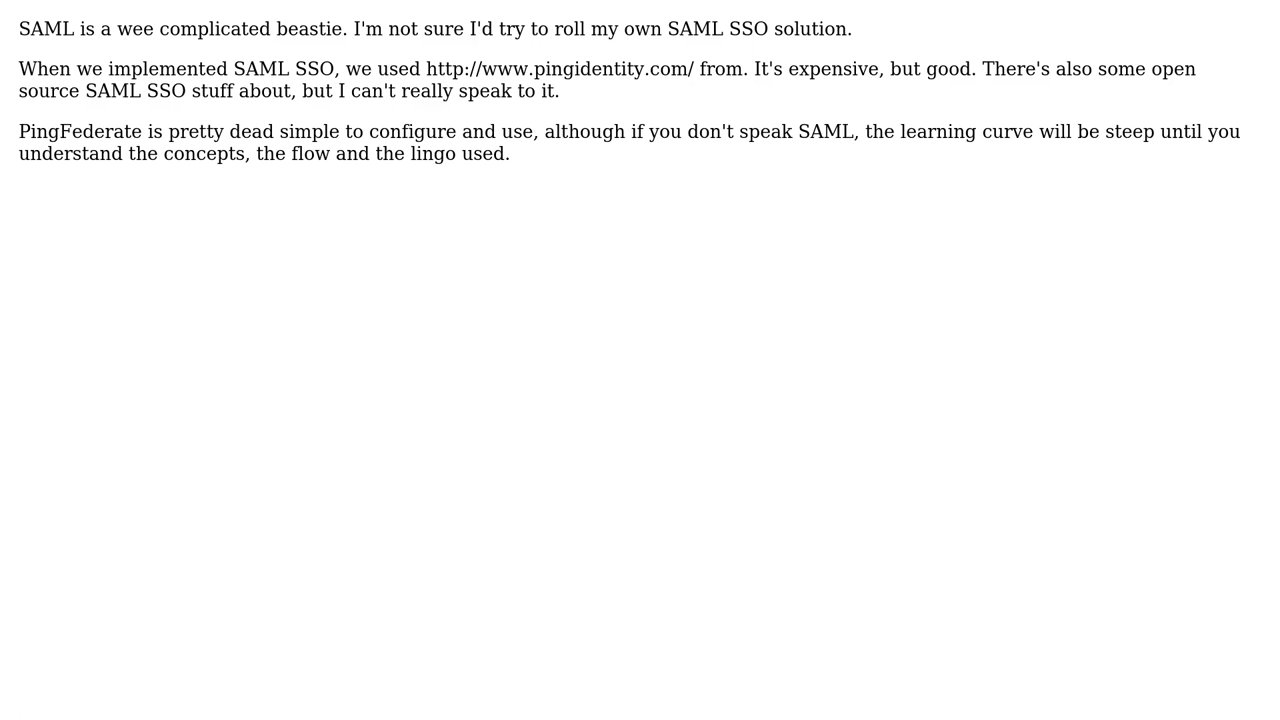 SAML is a wee complicated beastie. I'm not sure I'd try to roll my own SAML SSO solution.
When we implemented SAML SSO, we used http://www.pingidentity.com/ from. It's expensive, but good. There's also some open
source SAML SSO stuff about, but I can't really speak to it.
PingFederate is pretty dead simple to configure and use, although if you don't speak SAML, the learning curve will be steep until you
understand the concepts, the flow and the lingo used.